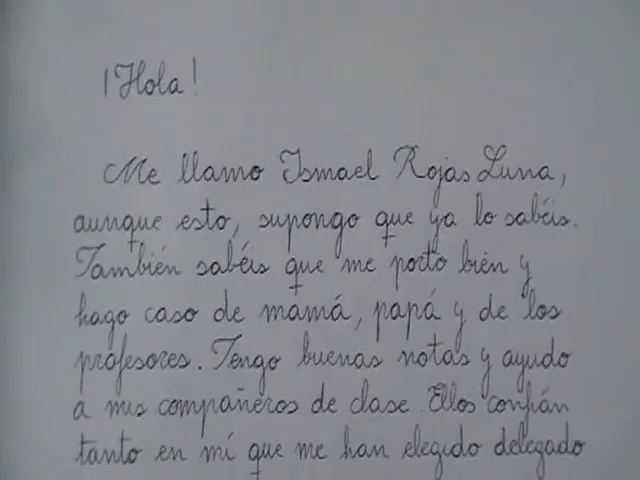 ¡Hola!
Me llamo Ismael Rojas Luna,
aunque esto, supongo que ya lo sabéis.
También sabéis que me porto bien y
hago caso de mamá, papá y de los
profesores. Tengo buenas notas y ayudo
a mis compañeros de clase. Ellos confían
tanto en mí que me han elegido delegado